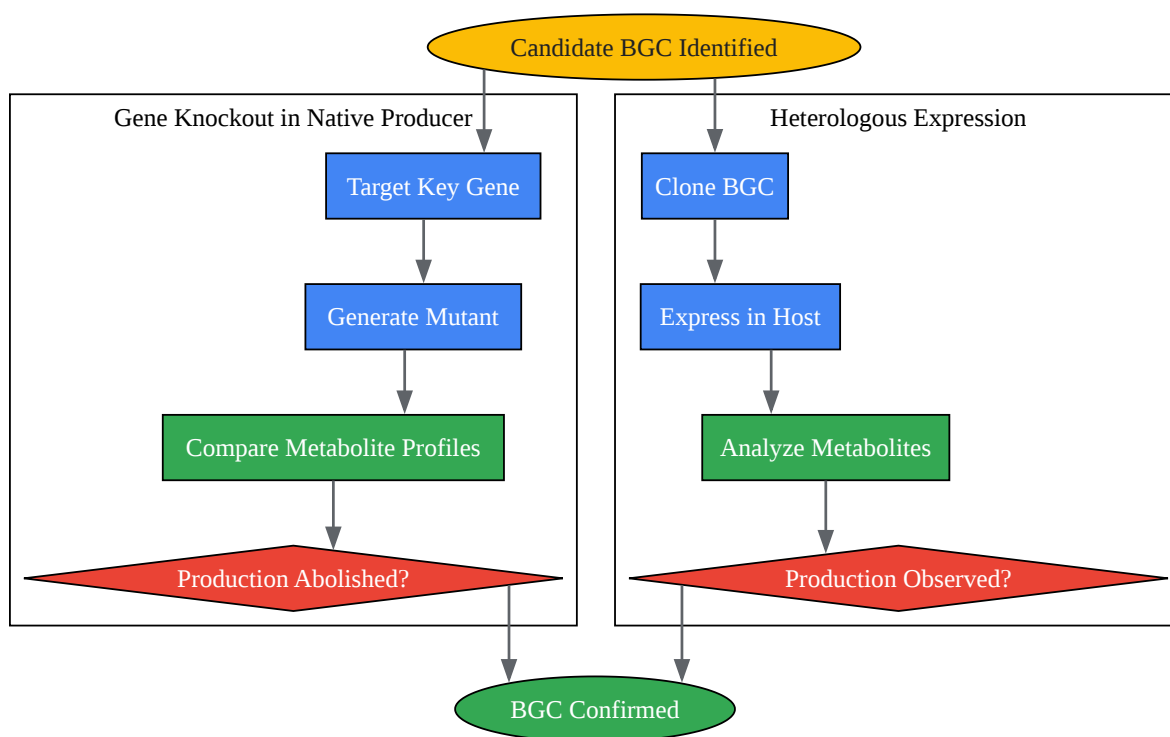 Candidate BGC Identified
Gene Knockout in Native Producer
Target Key Gene
Generate Mutant
Compare Metabolite Profiles
Production Abolished?
Heterologous Expression
Clone BGC
Express in Host
Analyze Metabolites
Production Observed?
BGC Confirmed